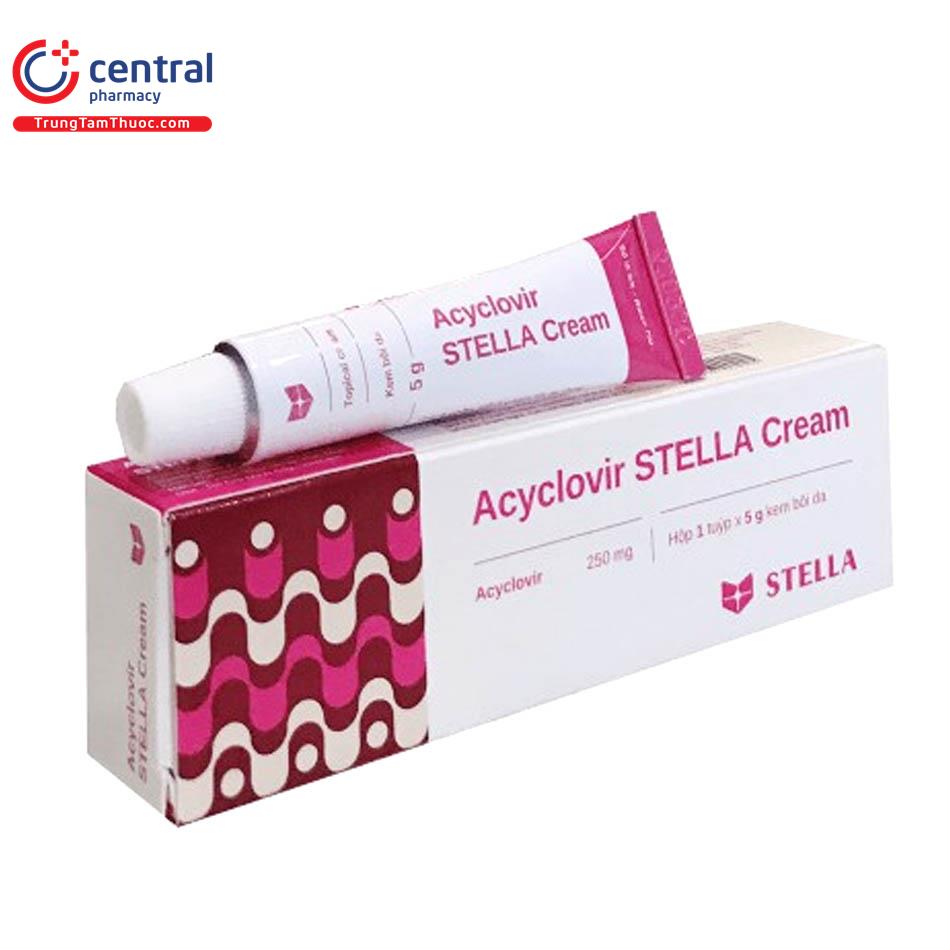 central
pharmacy
TrungTamThuoc.com
Acyclovir
STELLA Cream
Topical cream
Kem bôi da
5 g
Acyclovir STELLA Cream
Acyclovir 250 mg
Hộp 1 tuýp x 5 g kem bôi da
STELLA
Acyclovir
STELLA Cream